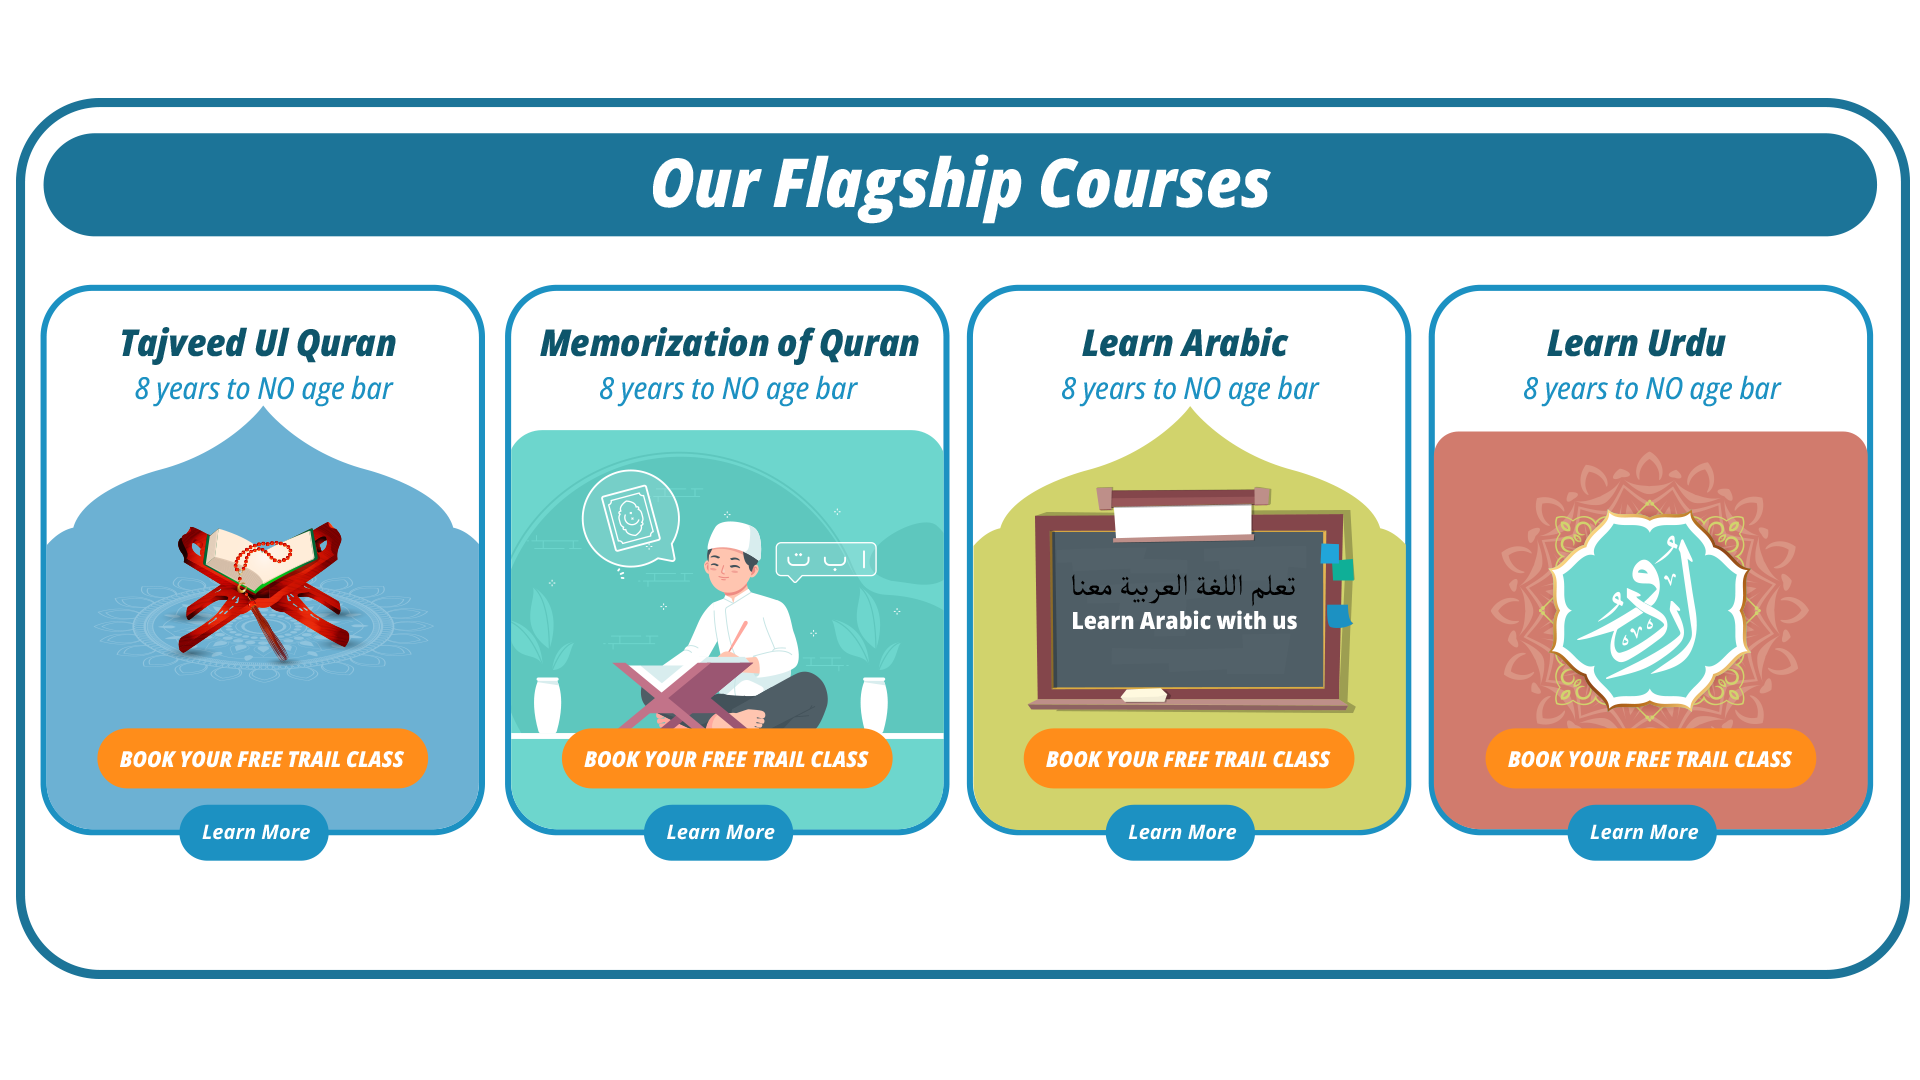 Our Flagship Courses
Tajveed Ul Quran
8 years to NO age bar
BOOK YOUR FREE TRAIL CLASS
Learn More
Memorization of Quran
8 years to NO age bar
ا ب ت
BOOK YOUR FREE TRAIL CLASS
Learn More
Learn Arabic
8 years to NO age bar
تعلم اللغة العربية معنا
Learn Arabic with us
BOOK YOUR FREE TRAIL CLASS
Learn More
Learn Urdu
8 years to NO age bar
اُردُو
BOOK YOUR FREE TRAIL CLASS
Learn More